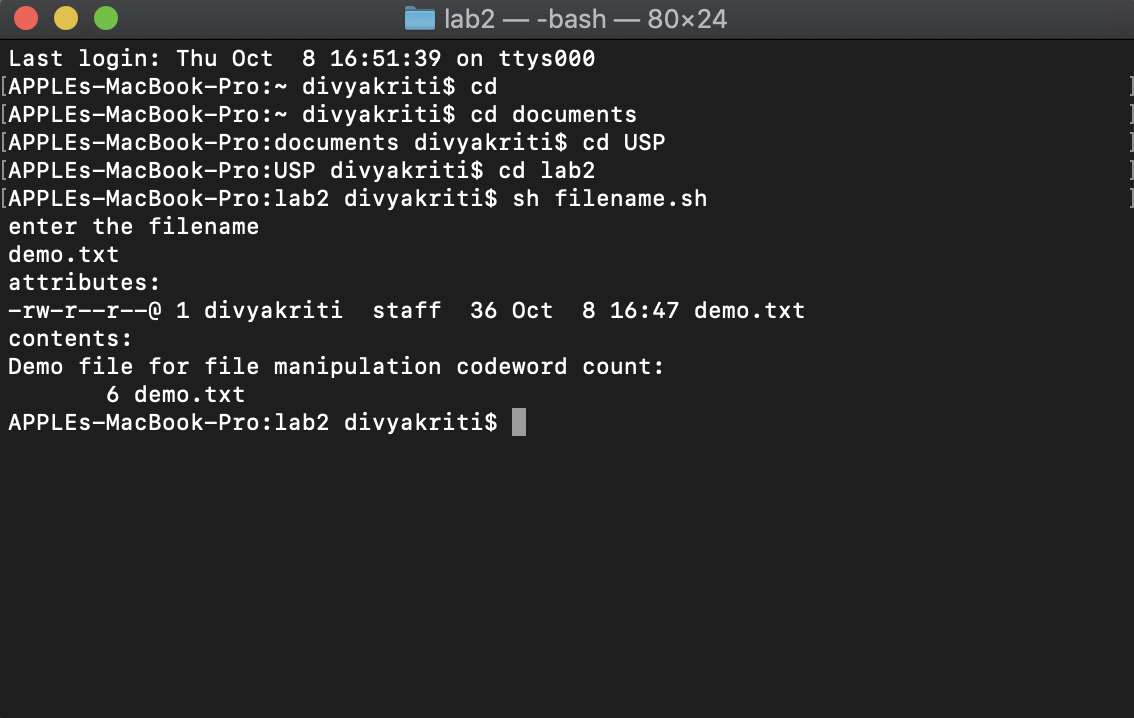 lab2 — -bash — 80×24
Last login: Thu Oct  8 16:51:39 on ttys000
[APPLEs-MacBook-Pro:~ divyakriti$ cd ]
[APPLEs-MacBook-Pro:~ divyakriti$ cd documents ]
[APPLEs-MacBook-Pro:documents divyakriti$ cd USP ]
[APPLEs-MacBook-Pro:USP divyakriti$ cd lab2 ]
[APPLEs-MacBook-Pro:lab2 divyakriti$ sh filename.sh ]
enter the filename
demo.txt
attributes:
-rw-r--r--@ 1 divyakriti  staff  36 Oct  8 16:47 demo.txt
contents:
Demo file for file manipulation codeword count:
       6 demo.txt
APPLEs-MacBook-Pro:lab2 divyakriti$